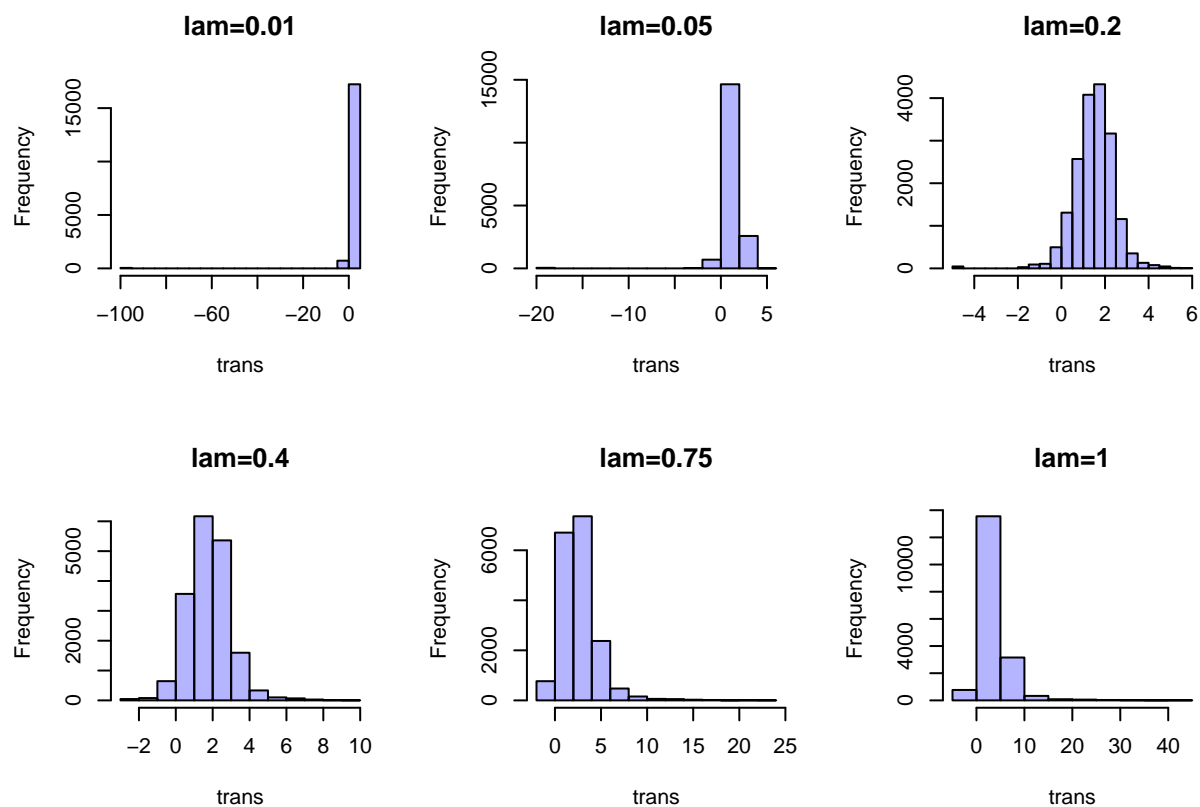 lam=0.01
Frequency
0 5000 15000
−100 −60 −20 0
trans
lam=0.05
Frequency
0 5000 15000
−20 −10 0 5
trans
lam=0.2
Frequency
0 2000 4000
−4 −2 0 2 4 6
trans
lam=0.4
Frequency
0 2000 5000
−2 0 2 4 6 8 10
trans
lam=0.75
Frequency
0 2000 6000
0 5 10 15 20 25
trans
lam=1
Frequency
0 4000 10000
0 10 20 30 40
trans